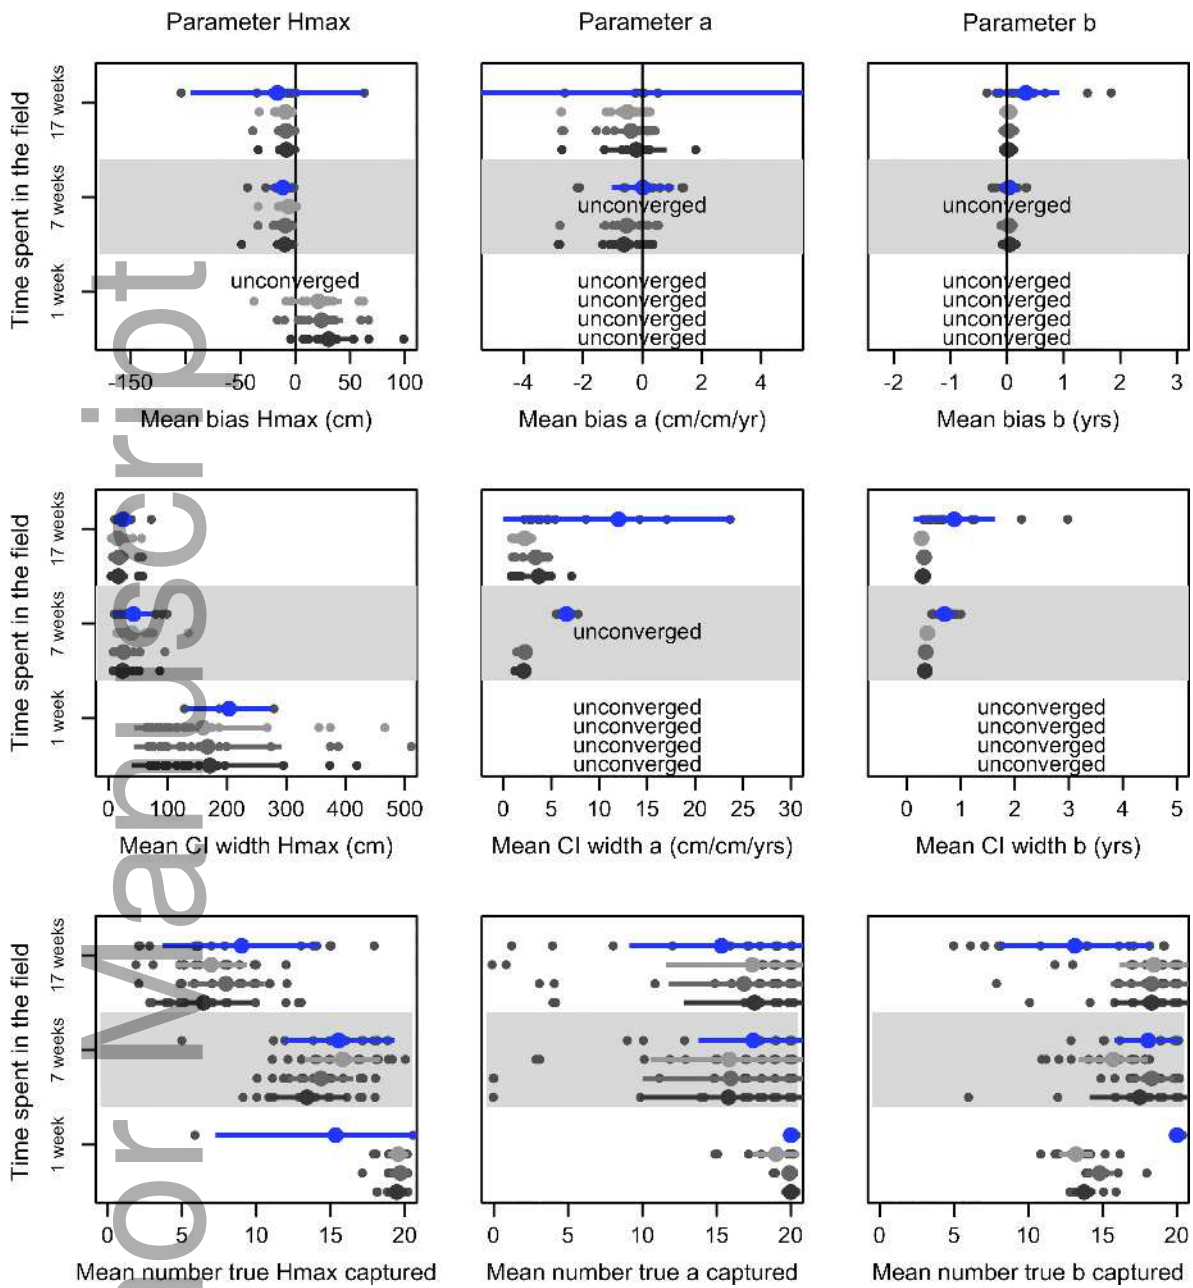 Parameter Hmax
Parameter a
Parameter b
Time spent in the field
17 weeks
7 weeks
1 week
unconverged
unconverged
unconverged
unconverged
unconverged
unconverged
unconverged
unconverged
unconverged
unconverged
unconverged
-150
-50
0
50
100
-4
-2
0
2
4
-2
-1
0
1
2
3
Mean bias Hmax (cm)
Mean bias a (cm/cm/yr)
Mean bias b (yrs)
Time spent in the field
17 weeks
7 weeks
1 week
unconverged
unconverged
unconverged
unconverged
unconverged
unconverged
unconverged
unconverged
unconverged
0
100
200
300
400
500
0
5
10
15
20
25
30
0
1
2
3
4
5
Mean CI width Hmax (cm)
Mean CI width a (cm/cm/yrs)
Mean CI width b (yrs)
Time spent in the field
17 weeks
7 weeks
1 week
0
5
10
15
20
0
5
10
15
20
0
5
10
15
20
Mean number true Hmax captured
Mean number true a captured
Mean number true b captured
or Manuscript